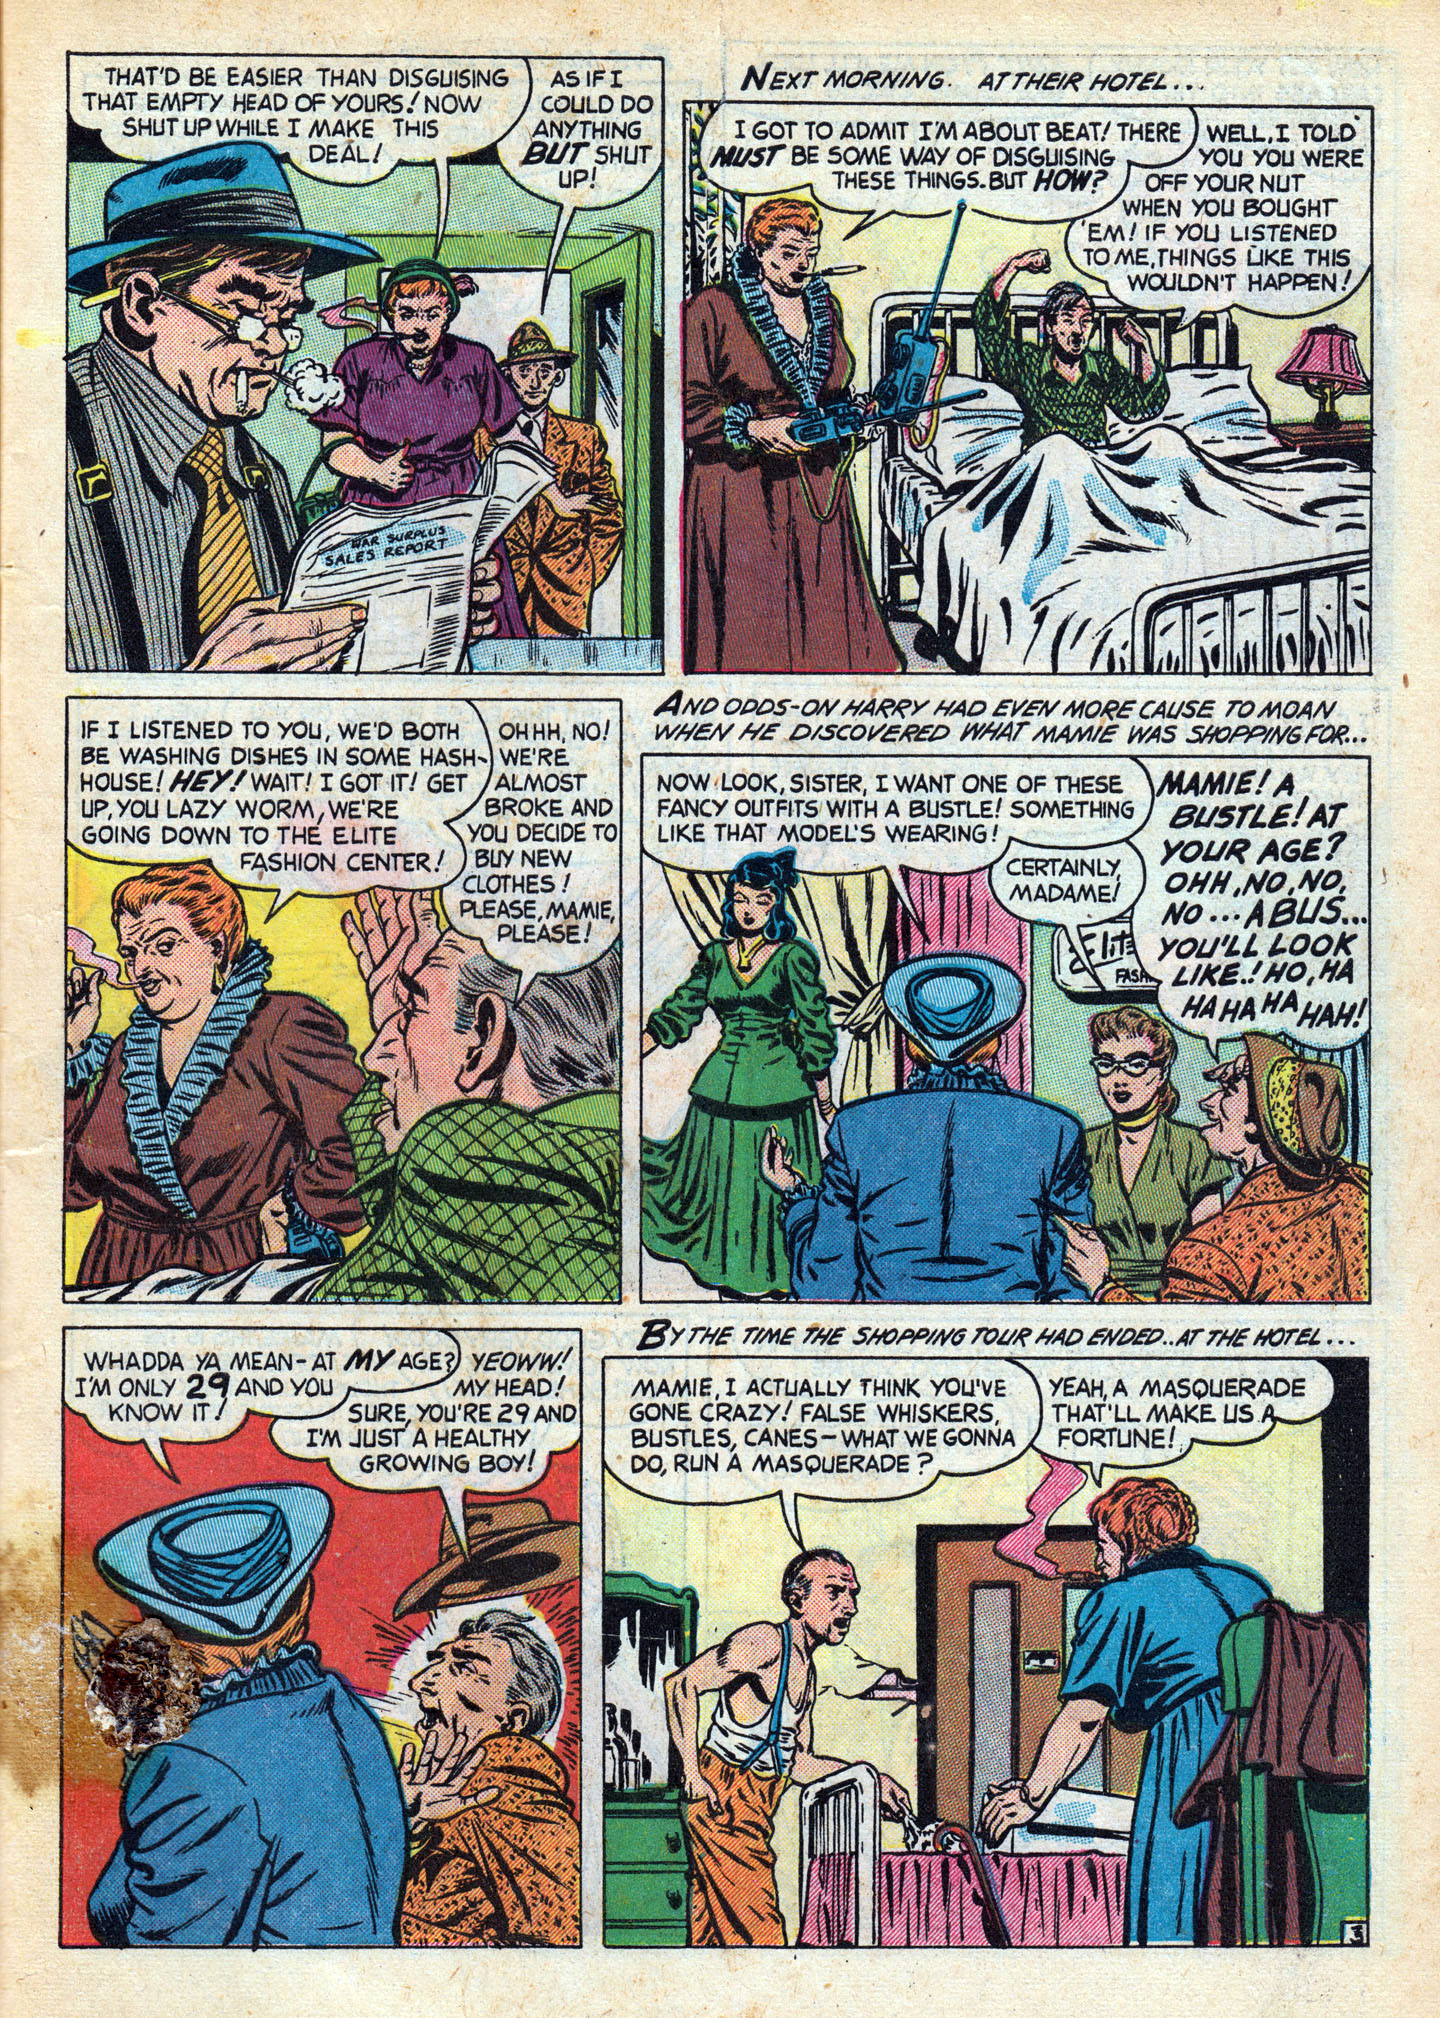 THAT'D BE EASIER THAN DISGUISING
THAT EMPTY HEAD OF YOURS! NOW
SHUT UP WHILE I MAKE THIS
DEAL!
AS IF I
COULD DO
ANYTHING
BUT SHUT
UP!
WAR SURPLUS
SALES REPORT
NEXT MORNING. AT THEIR HOTEL...
I GOT TO ADMIT I'M ABOUT BEAT! THERE
MUST BE SOME WAY OF DISGUISING
THESE THINGS. BUT HOW?
WELL, I TOLD
YOU YOU WERE
OFF YOUR NUT
WHEN YOU BOUGHT
'EM! IF YOU LISTENED
TO ME, THINGS LIKE THIS
WOULDN'T HAPPEN!
IF I LISTENED TO YOU, WE'D BOTH
BE WASHING DISHES IN SOME HASH-
HOUSE! HEY! WAIT! I GOT IT! GET
UP, YOU LAZY WORM, WE'RE
GOING DOWN TO THE ELITE
FASHION CENTER!
OHHH, NO!
WE'RE
ALMOST
BROKE AND
YOU DECIDE TO
BUY NEW
CLOTHES!
PLEASE, MAMIE,
PLEASE!
AND ODDS-ON HARRY HAD EVEN MORE CAUSE TO MOAN
WHEN HE DISCOVERED WHAT MAMIE WAS SHOPPING FOR...
NOW LOOK, SISTER, I WANT ONE OF THESE
FANCY OUTFITS WITH A BUSTLE! SOMETHING
LIKE THAT MODEL'S WEARING!
CERTAINLY,
MADAME!
MAMIE! A
BUSTLE! AT
YOUR AGE?
OHH, NO, NO,
NO... A BUS...
YOU'LL LOOK
LIKE.! HO, HA
HA HA HA HAH!
Elite
FASH
WHADDA YA MEAN-AT MY AGE?
I'M ONLY 29 AND YOU
KNOW IT!
YEOWW!
MY HEAD!
SURE, YOU'RE 29 AND
I'M JUST A HEALTHY
GROWING BOY!
BY THE TIME THE SHOPPING TOUR HAD ENDED.. AT THE HOTEL...
MAMIE, I ACTUALLY THINK YOU'VE
GONE CRAZY! FALSE WHISKERS,
BUSTLES, CANES-WHAT WE GONNA
DO, RUN A MASQUERADE?
YEAH, A MASQUERADE
THAT'LL MAKE US A
FORTUNE!
3